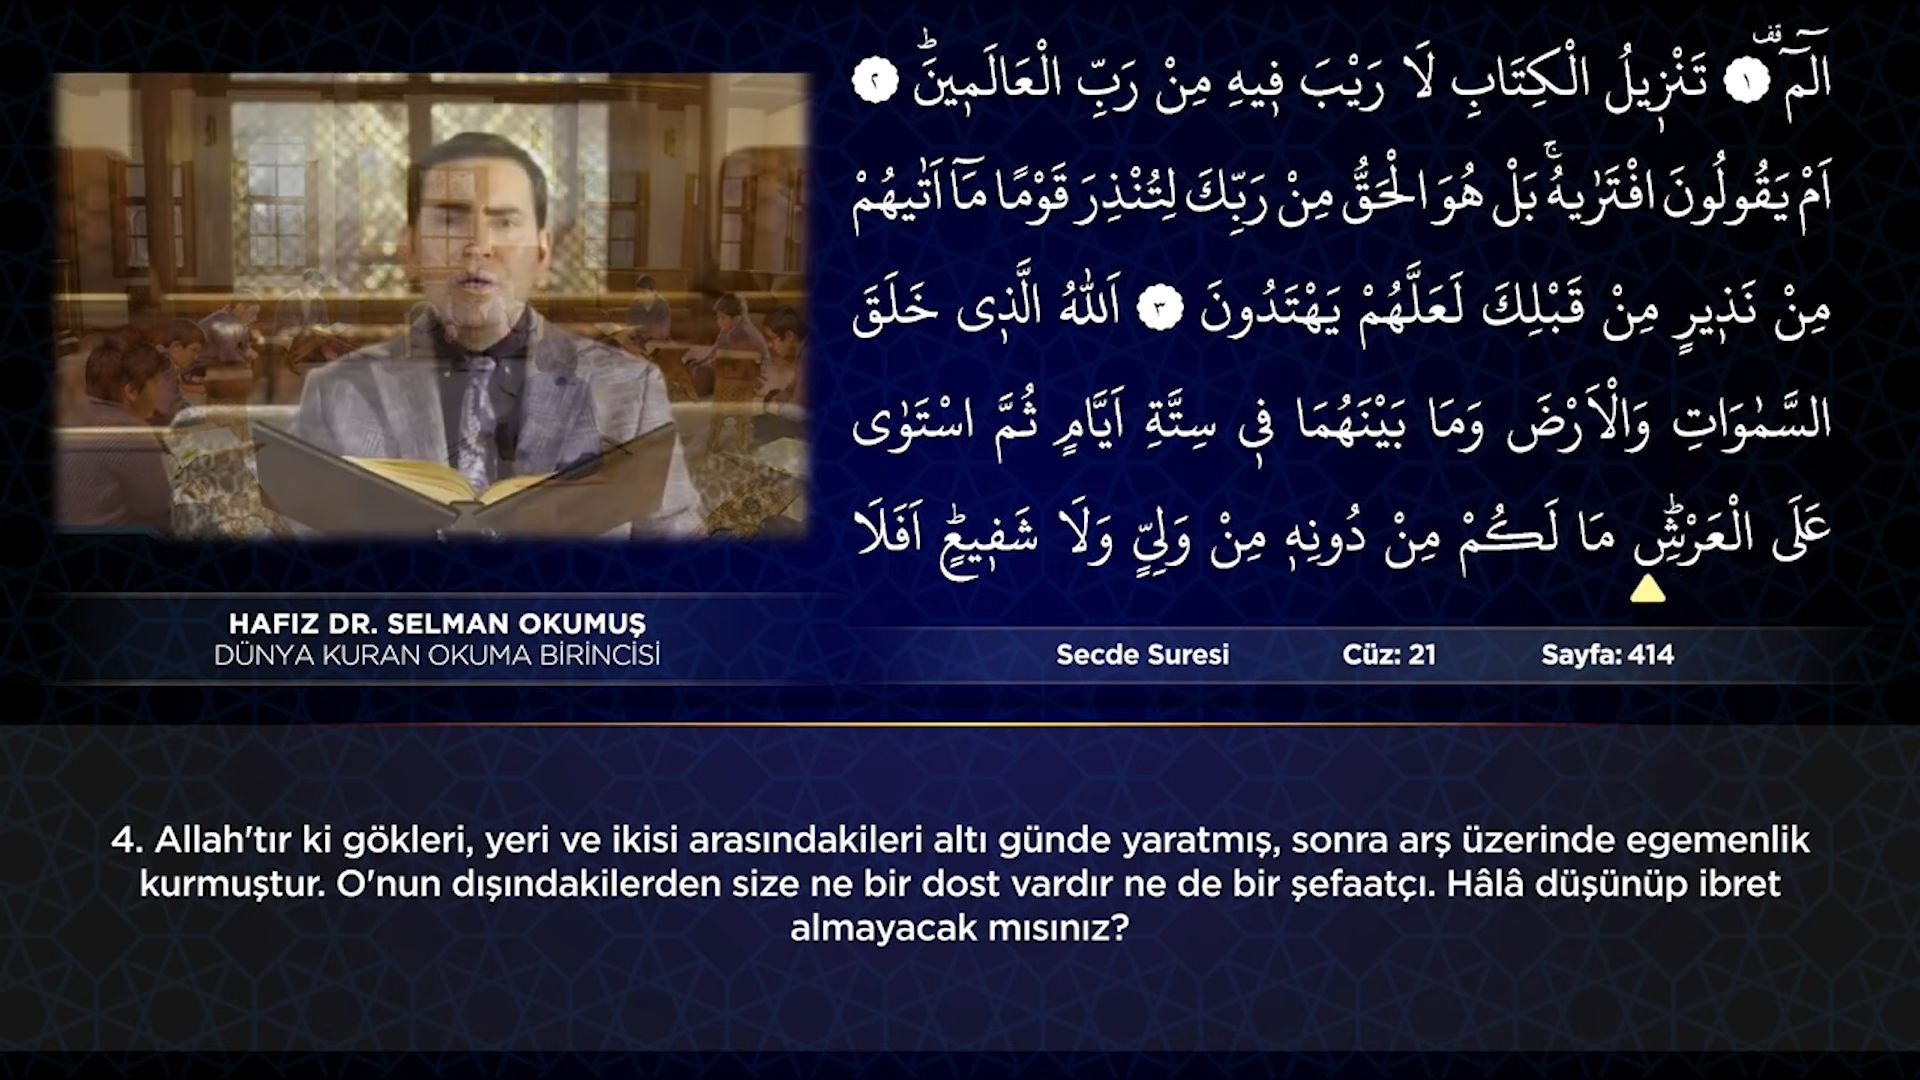 الٓمٓ ۠ۚ ﴿١﴾ تَنْز۪يلُ الْكِتَابِ لَا رَيْبَ ف۪يهِ مِنْ رَبِّ الْعَالَم۪ينَۜ ﴿٢﴾
اَمْ يَقُولُونَ افْتَرٰيهُۚ بَلْ هُوَ الْحَقُّ مِنْ رَبِّكَ لِتُنْذِرَ قَوْمًا مَٓا اَتٰيهُمْ
مِنْ نَذ۪يرٍ مِنْ قَبْلِكَ لَعَلَّهُمْ يَهْتَدُونَ ﴿٣﴾ اَللّٰهُ الَّذ۪ى خَلَقَ
السَّمٰوَاتِ وَالْاَرْضَ وَمَا بَيْنَهُمَا ف۪ى سِتَّةِ اَيَّامٍ ثُمَّ اسْتَوٰى
عَلَى الْعَرْشِۜ مَا لَكُمْ مِنْ دُونِه۪ مِنْ وَلِيٍّ وَلَا شَف۪يعٍۜ اَفَلَا
HAFIZ DR. SELMAN OKUMUŞ
DÜNYA KURAN OKUMA BİRİNCİSİ
Secde Suresi Cüz: 21 Sayfa: 414
4. Allah'tır ki gökleri, yeri ve ikisi arasındakileri altı günde yaratmış, sonra arş üzerinde egemenlik
kurmuştur. O'nun dışındakilerden size ne bir dost vardır ne de bir şefaatçı. Hâlâ düşünüp ibret
almayacak mısınız?